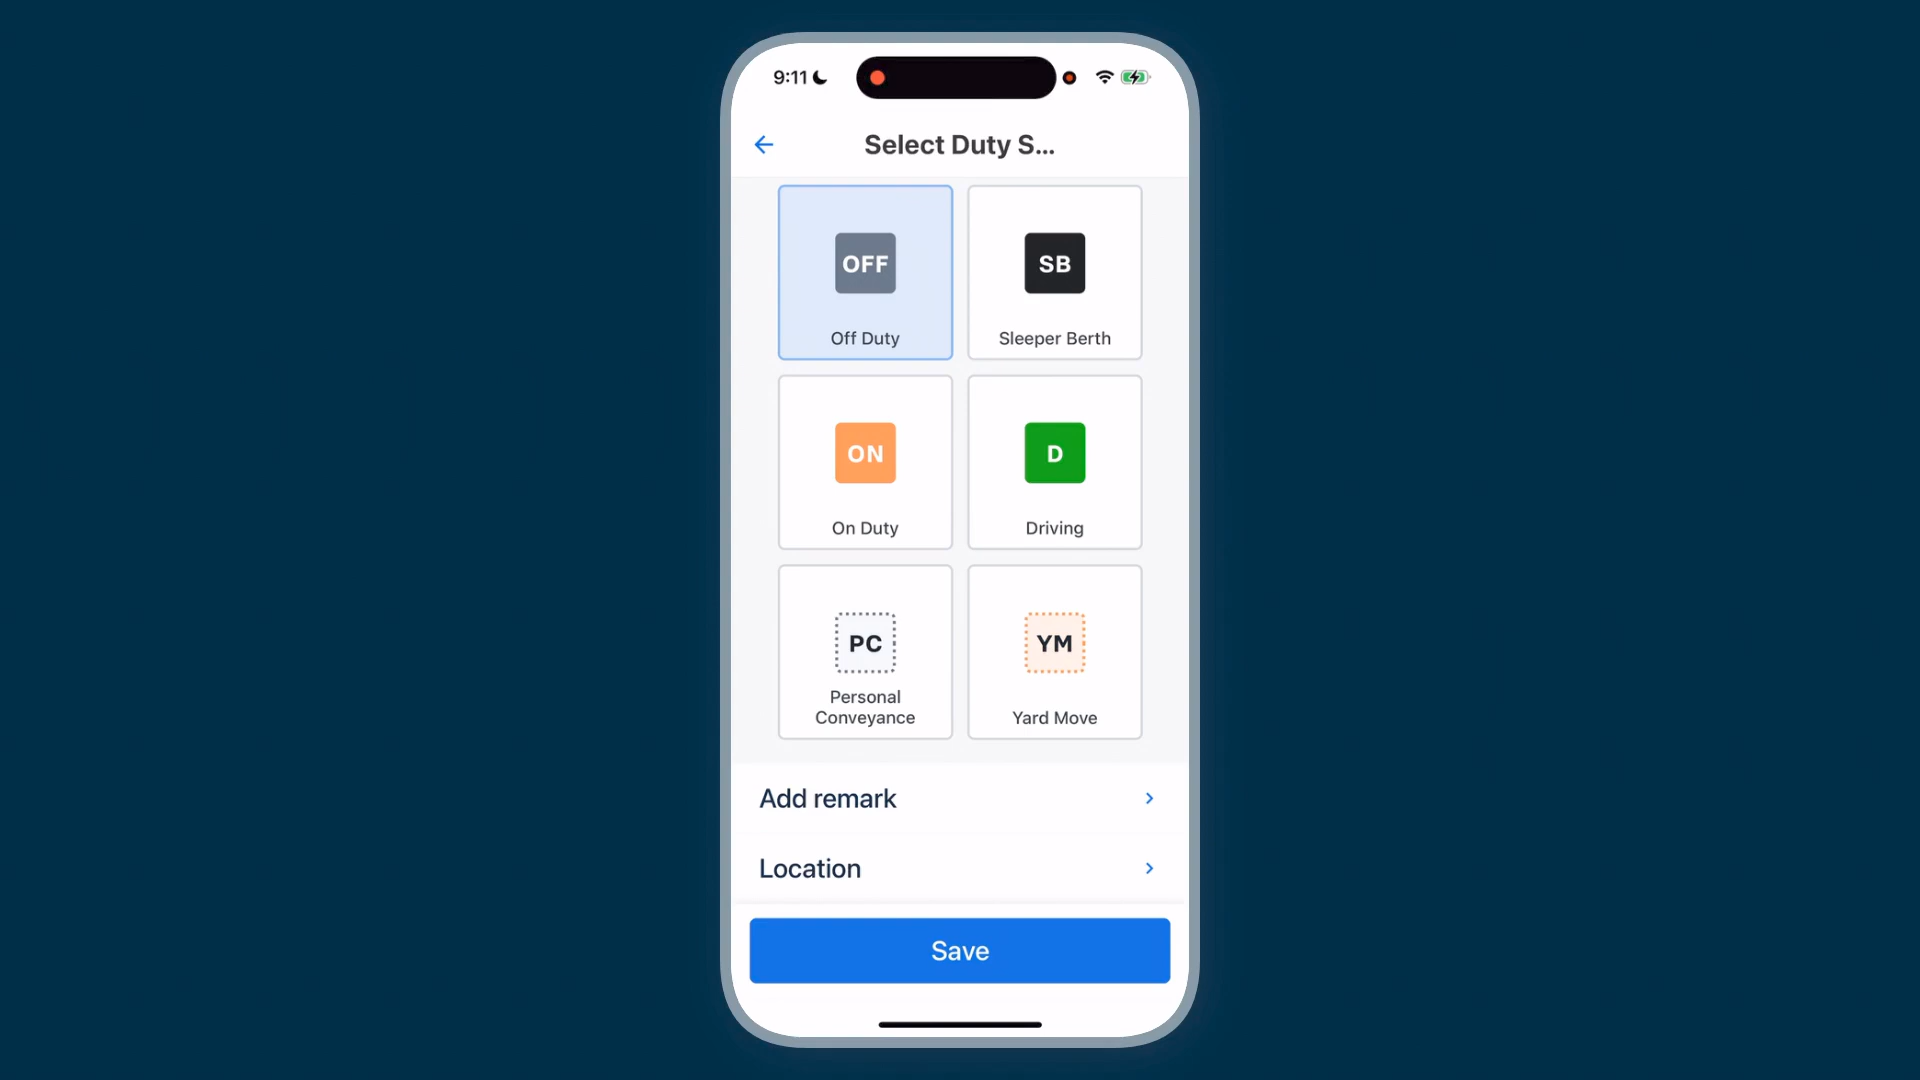 9:11
Select Duty S...
OFF
Off Duty
SB
Sleeper Berth
ON
On Duty
D
Driving
PC
Personal
Conveyance
YM
Yard Move
Add remark
Location
Save